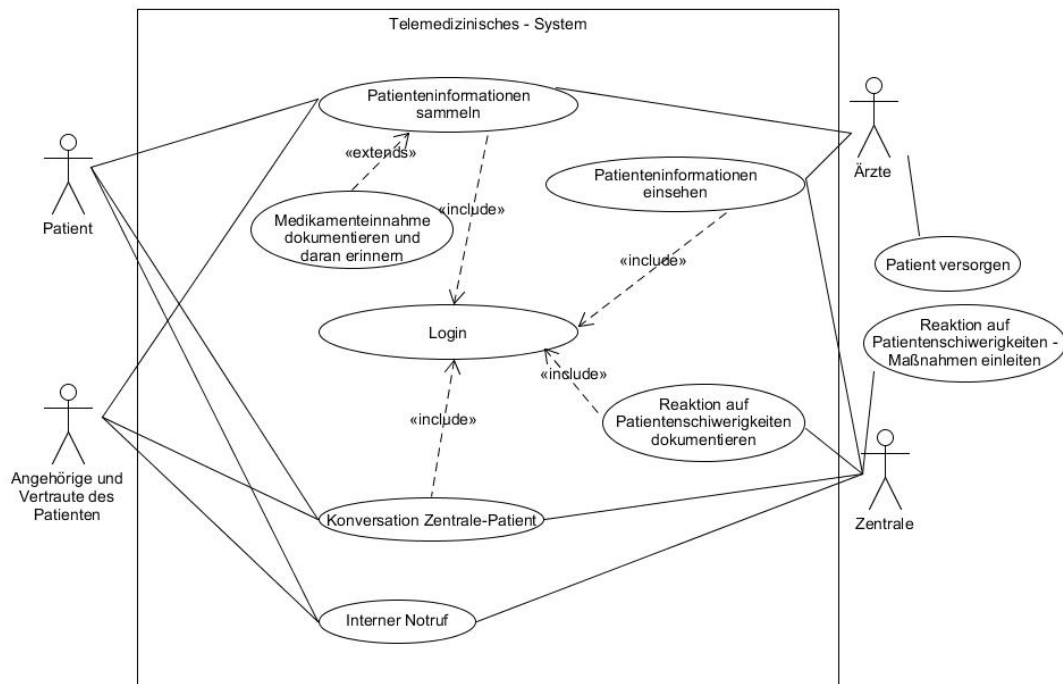 Telemedizinisches - System
Patienteninformationen
sammeln
«extends»
Patienteninformationen
einsehen
Ärzte
Patient
Medikamenteinnahme
dokumentieren und
daran erinnern
«include»
«include»
Patient versorgen
Login
Reaktion auf
Patientenschiwerigkeiten -
Maßnahmen einleiten
«include»
«include»
Reaktion auf
Patientenschiwerigkeiten
dokumentieren
Angehörige und
Vertraute des
Patienten
Konversation Zentrale-Patient
Zentrale
Interner Notruf